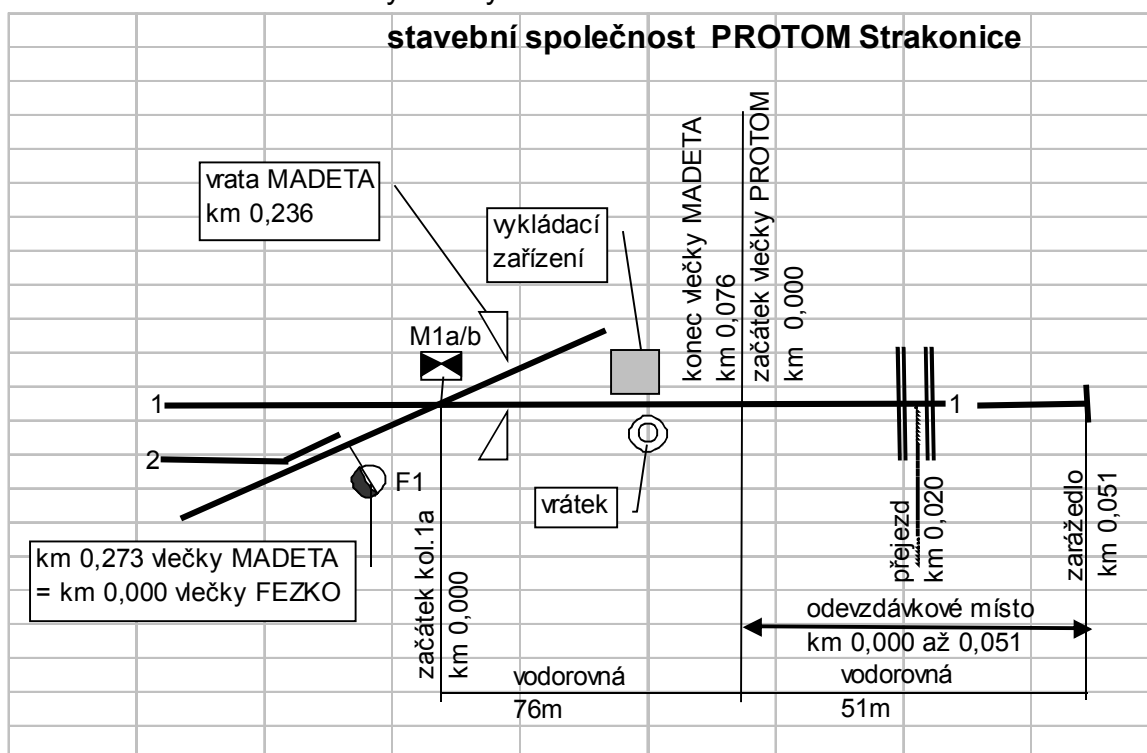 stavební společnost PROTOM Strakonice
vrata MADETA
km 0,236
vykládací
zařízení
konec vlečky MADETA
km 0,076
začátek vlečky PROTOM
km 0,000
M1a/b
1
1
2
F1
vrátek
km 0,273 vlečky MADETA
= km 0,000 vlečky FEZKO
začátek kol.1a
km 0,000
přejezd
km 0,020
zarážedlo
km 0,051
odevzdávkové místo
km 0,000 až 0,051
vodorovná
76m
vodorovná
51m